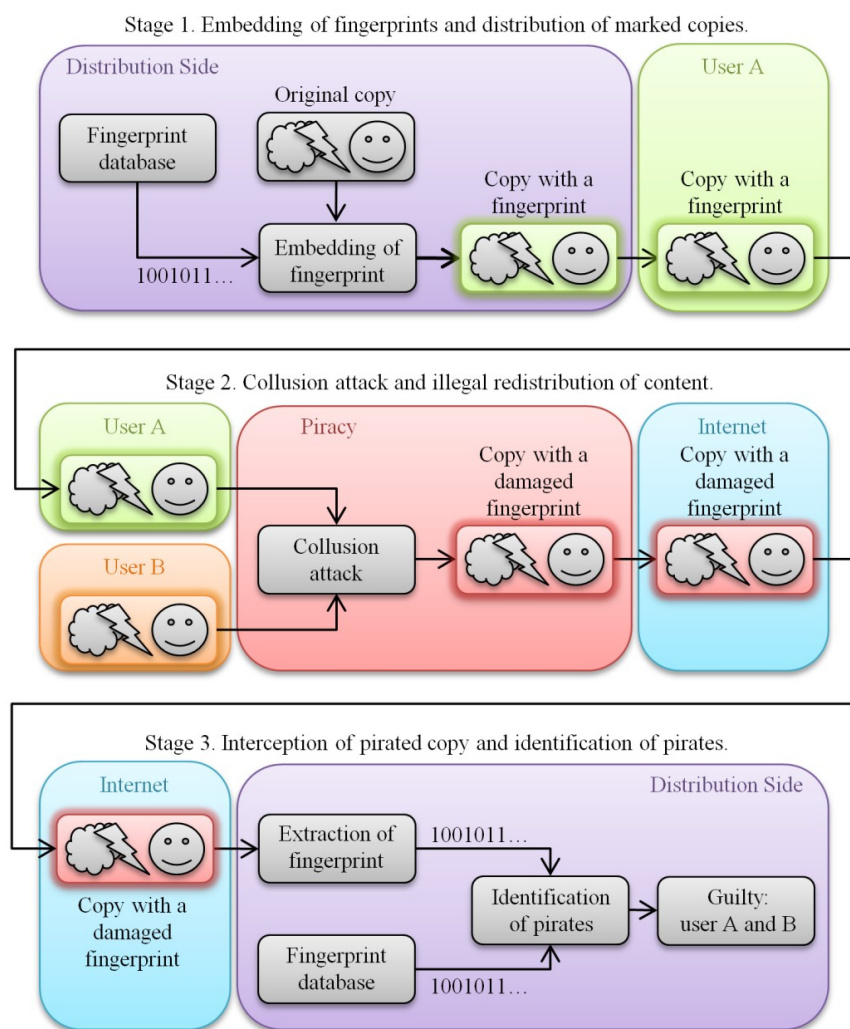 Stage 1. Embedding of fingerprints and distribution of marked copies.
Distribution Side
User A
Original copy
Fingerprint
database
Copy with a
fingerprint
Copy with a
fingerprint
Embedding of
fingerprint
1001011…
Stage 2. Collusion attack and illegal redistribution of content.
User A
Piracy
Internet
Copy with a
damaged
fingerprint
Copy with a
damaged
fingerprint
Collusion
attack
User B
Stage 3. Interception of pirated copy and identification of pirates.
Internet
Distribution Side
Extraction of
fingerprint
1001011…
Copy with a
damaged
fingerprint
Identification
of pirates
Guilty:
user A and B
Fingerprint
database
1001011…